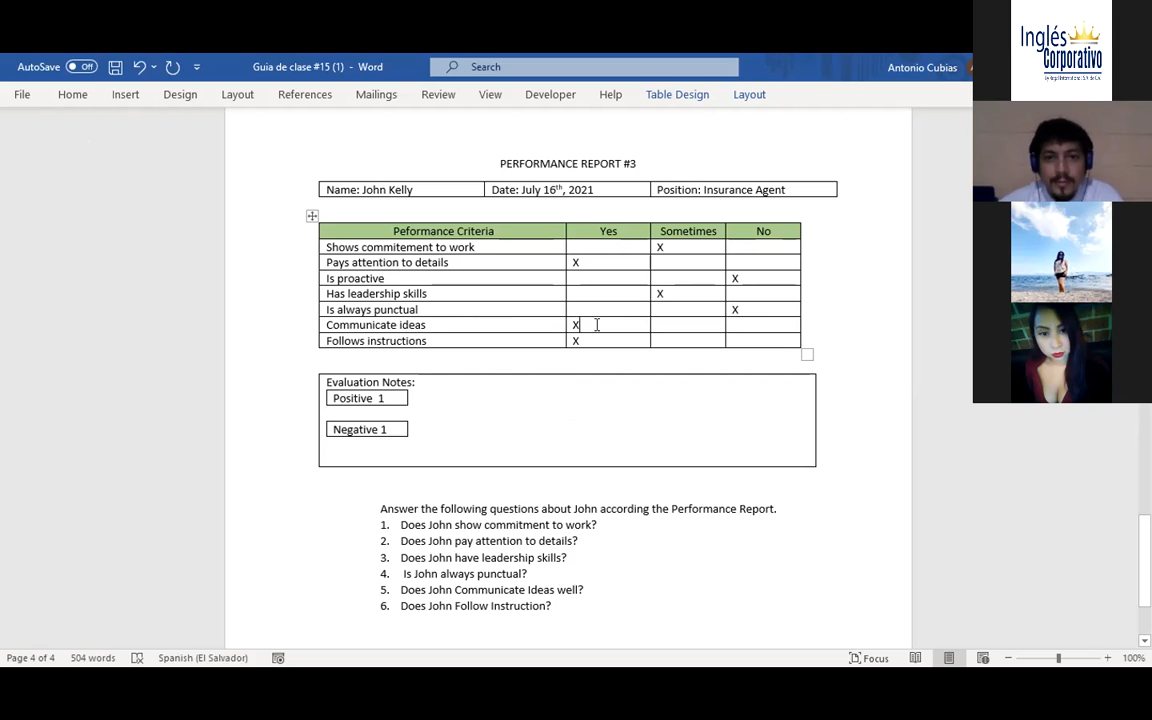 Inglés
Corporativo
AutoSave Off
Guia de clase #15 (1) - Word
Search
Antonio Cubias
File Home Insert Design Layout References Mailings Review View Developer Help Table Design Layout
PERFORMANCE REPORT #3
Name: John Kelly Date: July 16th, 2021 Position: Insurance Agent
Peformance Criteria Yes Sometimes No
Shows commitement to work X
Pays attention to details X
Is proactive X
Has leadership skills X
Is always punctual X
Communicate ideas X
Follows instructions X
Evaluation Notes:
Positive 1
Negative 1
Answer the following questions about John according the Performance Report.
1. Does John show commitment to work?
2. Does John pay attention to details?
3. Does John have leadership skills?
4. Is John always punctual?
5. Does John Communicate Ideas well?
6. Does John Follow Instruction?
Page 4 of 4 504 words Spanish (El Salvador) Focus 100%